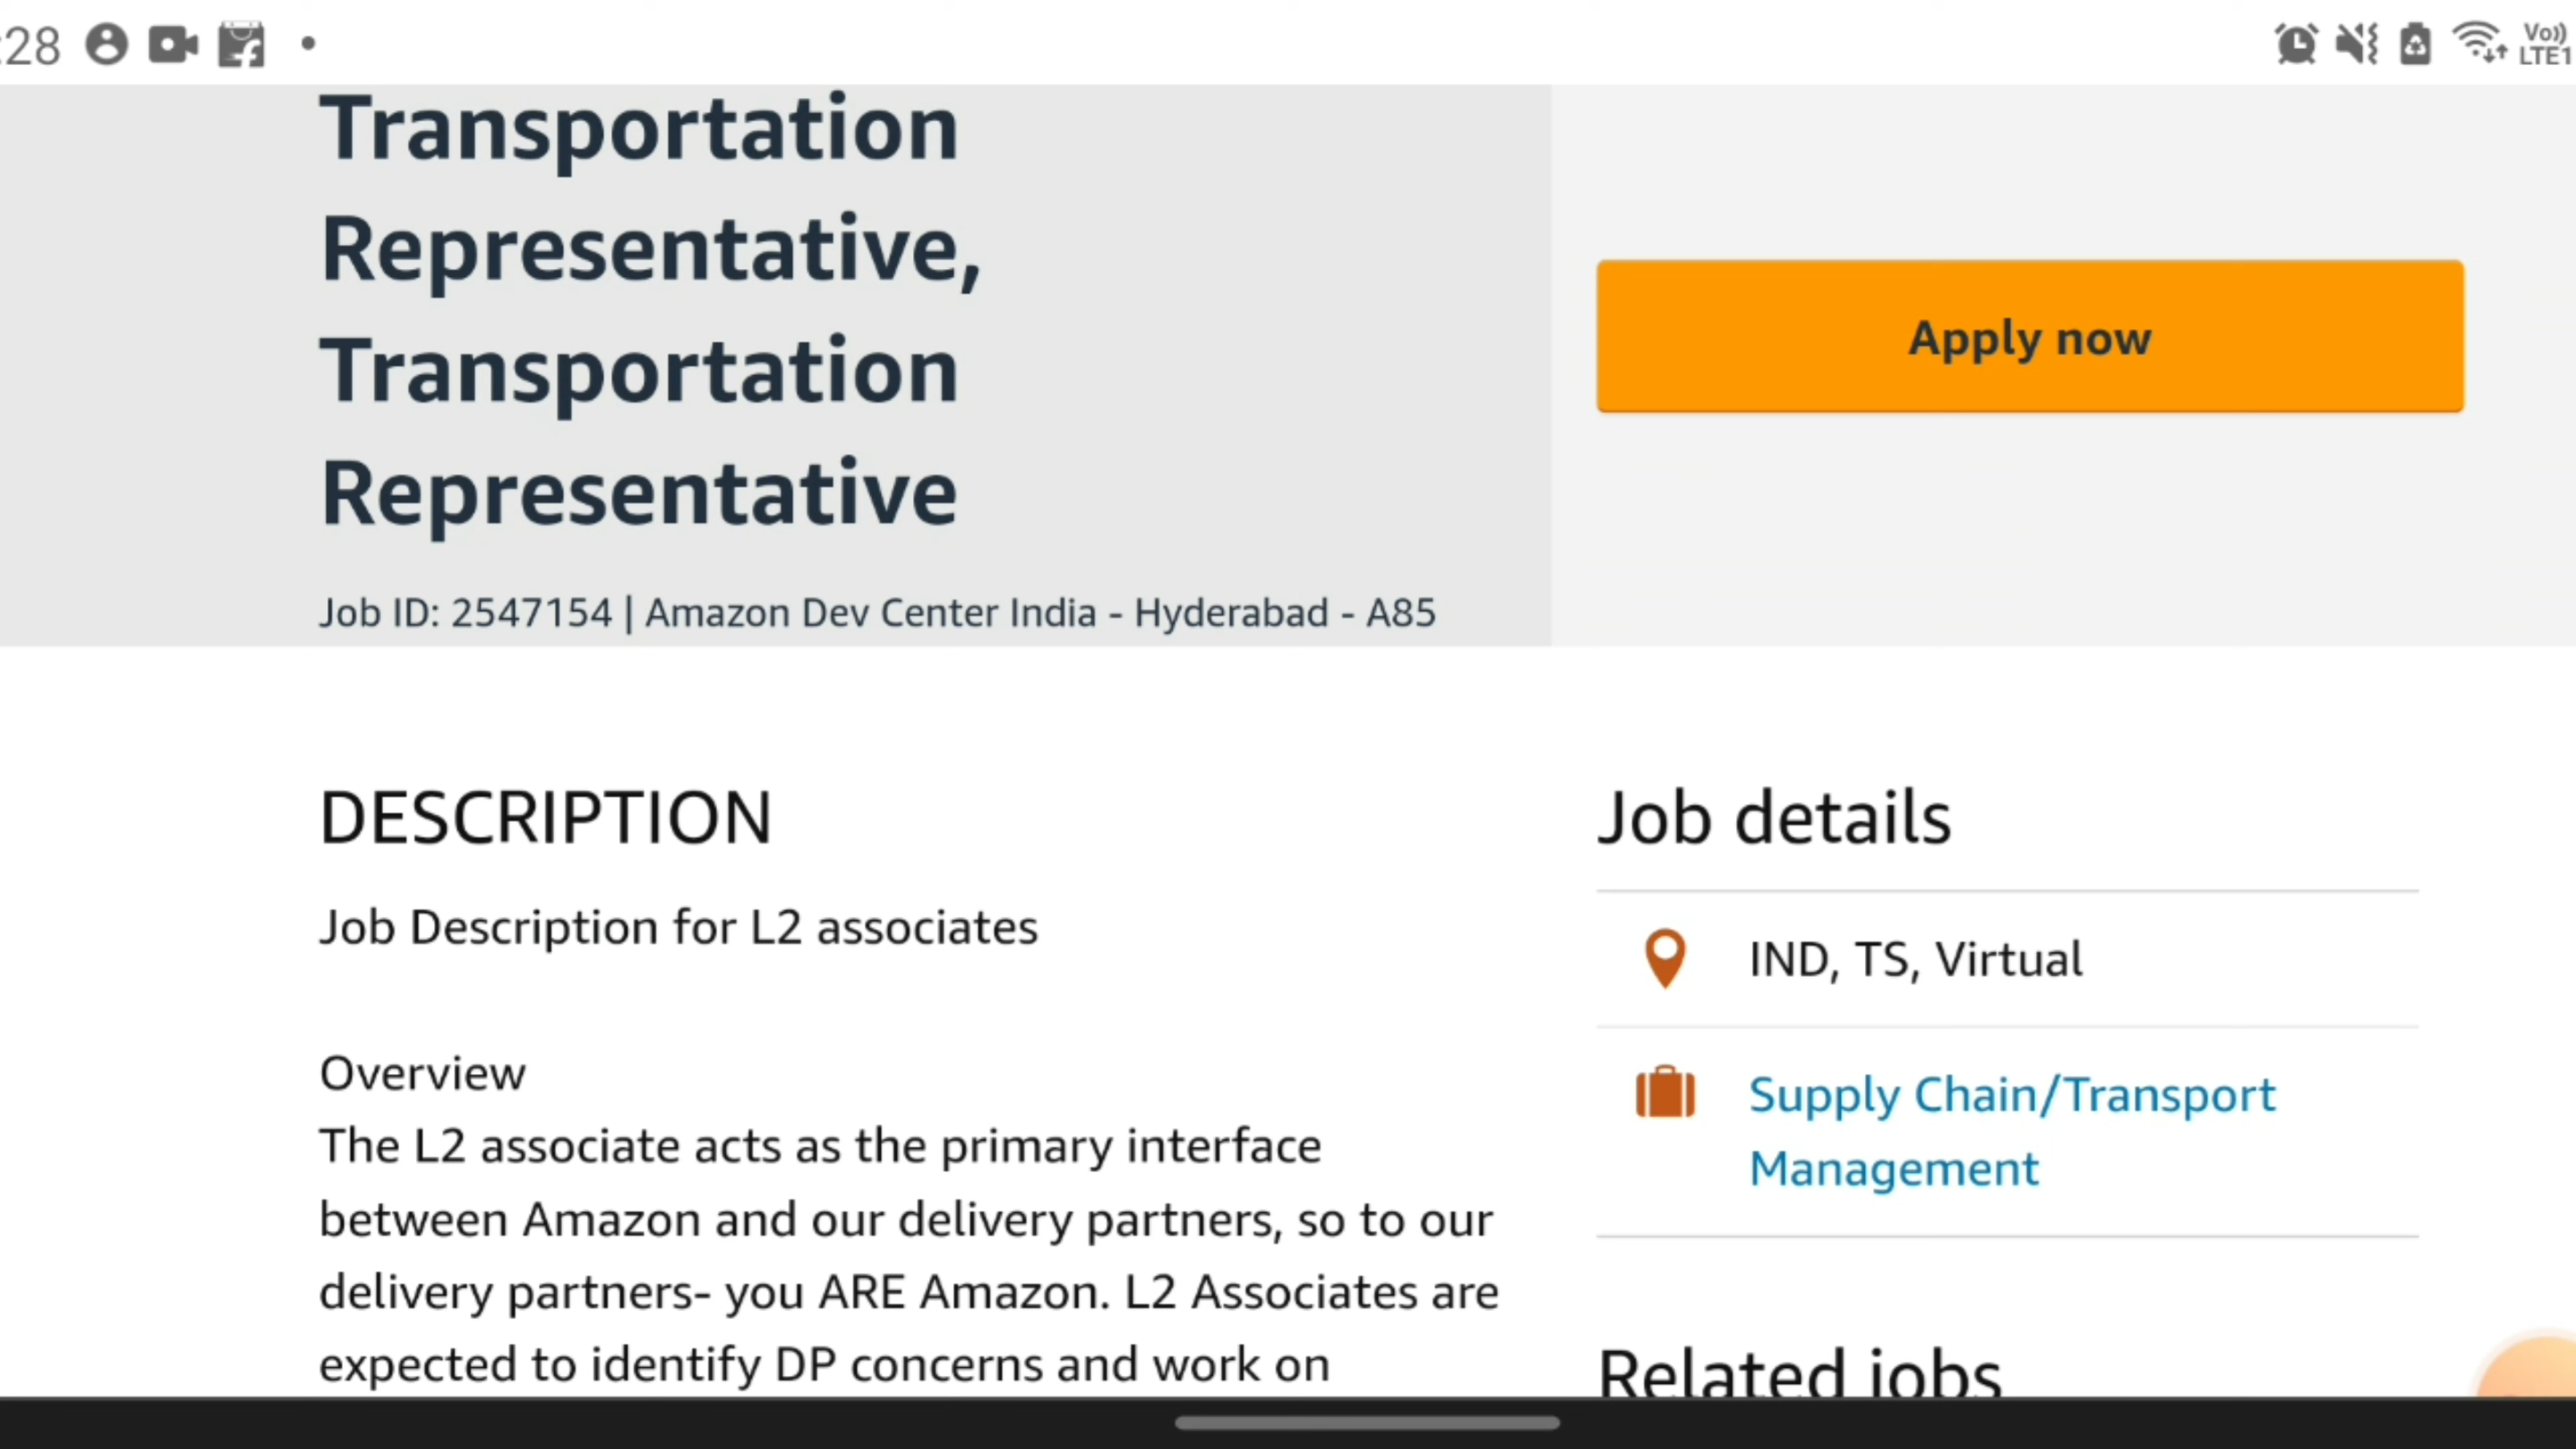 :28
Vo))
LTE1
Transportation
Representative,
Transportation
Representative
Job ID: 2547154 | Amazon Dev Center India - Hyderabad - A85
Apply now
DESCRIPTION
Job Description for L2 associates
Overview
The L2 associate acts as the primary interface
between Amazon and our delivery partners, so to our
delivery partners- you ARE Amazon. L2 Associates are
expected to identify DP concerns and work on
Job details
IND, TS, Virtual
Supply Chain/Transport
Management
Related jobs